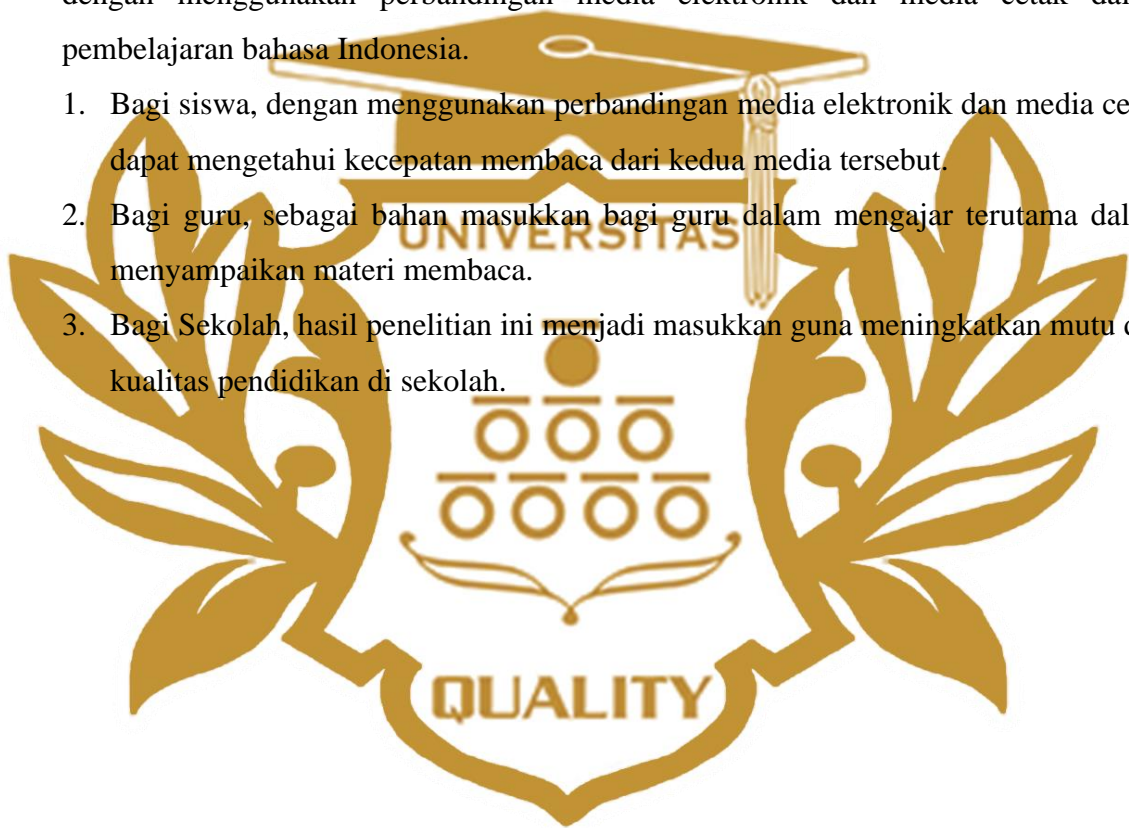 dengan menggunakan perbandingan media elektronik dan media cetak
pembelajaran bahasa Indonesia.
1. Bagi siswa, dengan menggunakan perbandingan media elektronik dan media
dapat mengetahui kecepatan membaca dari kedua media tersebut.
2. Bagi guru, sebagai bahan masukkan bagi guru dalam mengajar terutama
UNIVERSITAS
menyampaikan materi membaca.
3. Bagi Sekolah, hasil penelitian ini menjadi masukkan guna meningkatkan mutu
kualitas pendidikan di sekolah.
QUALITY